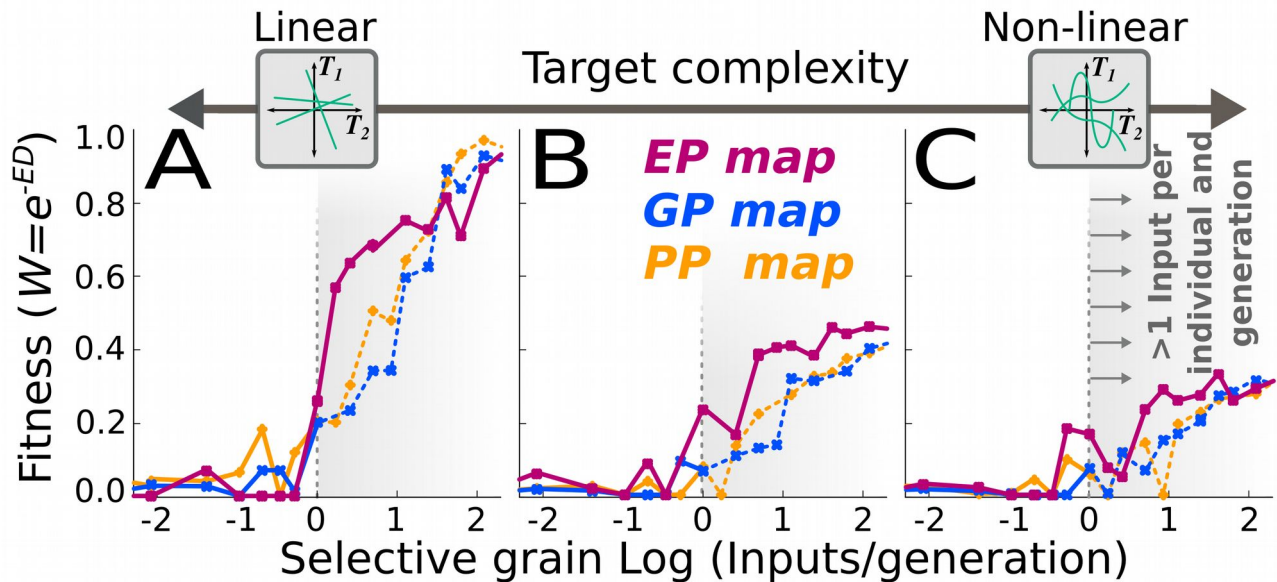 Linear
Non-linear
Target complexity
T1
T2
T1
T2
A
B
C
EP map
GP map
PP map
>1 Input per
individual and
generation
Fitness (W=e^-ED)
1.0
0.8
0.6
0.4
0.2
0.0
-2 -1 0 1 2
-2 -1 0 1 2
-2 -1 0 1 2
Selective grain Log (Inputs/generation)